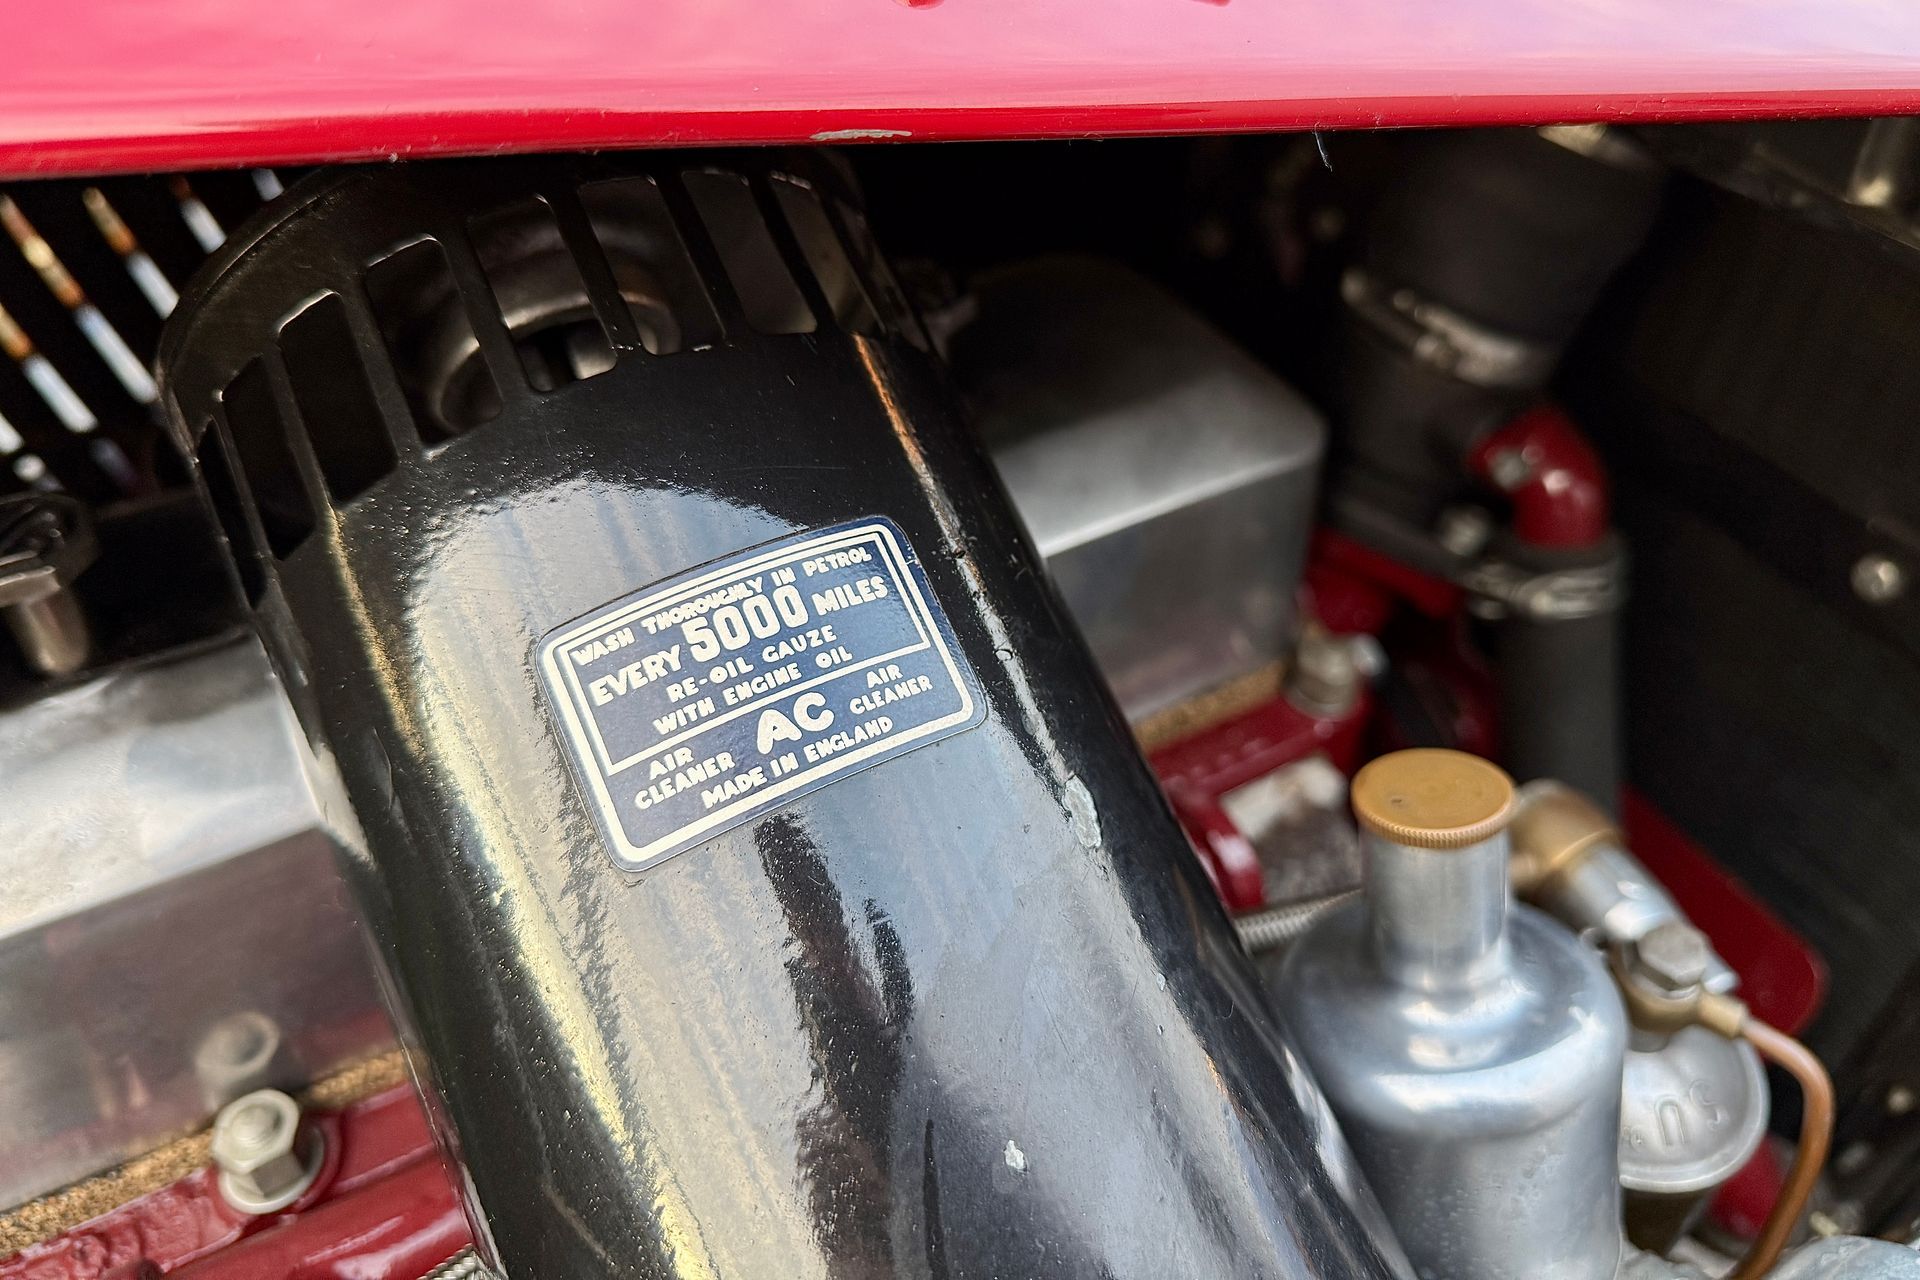 WASH THOROUGHLY IN PETROL
EVERY 5000 MILES
RE-OIL GAUZE
WITH ENGINE OIL
AIR CLEANER AC AIR CLEANER
MADE IN ENGLAND
SU